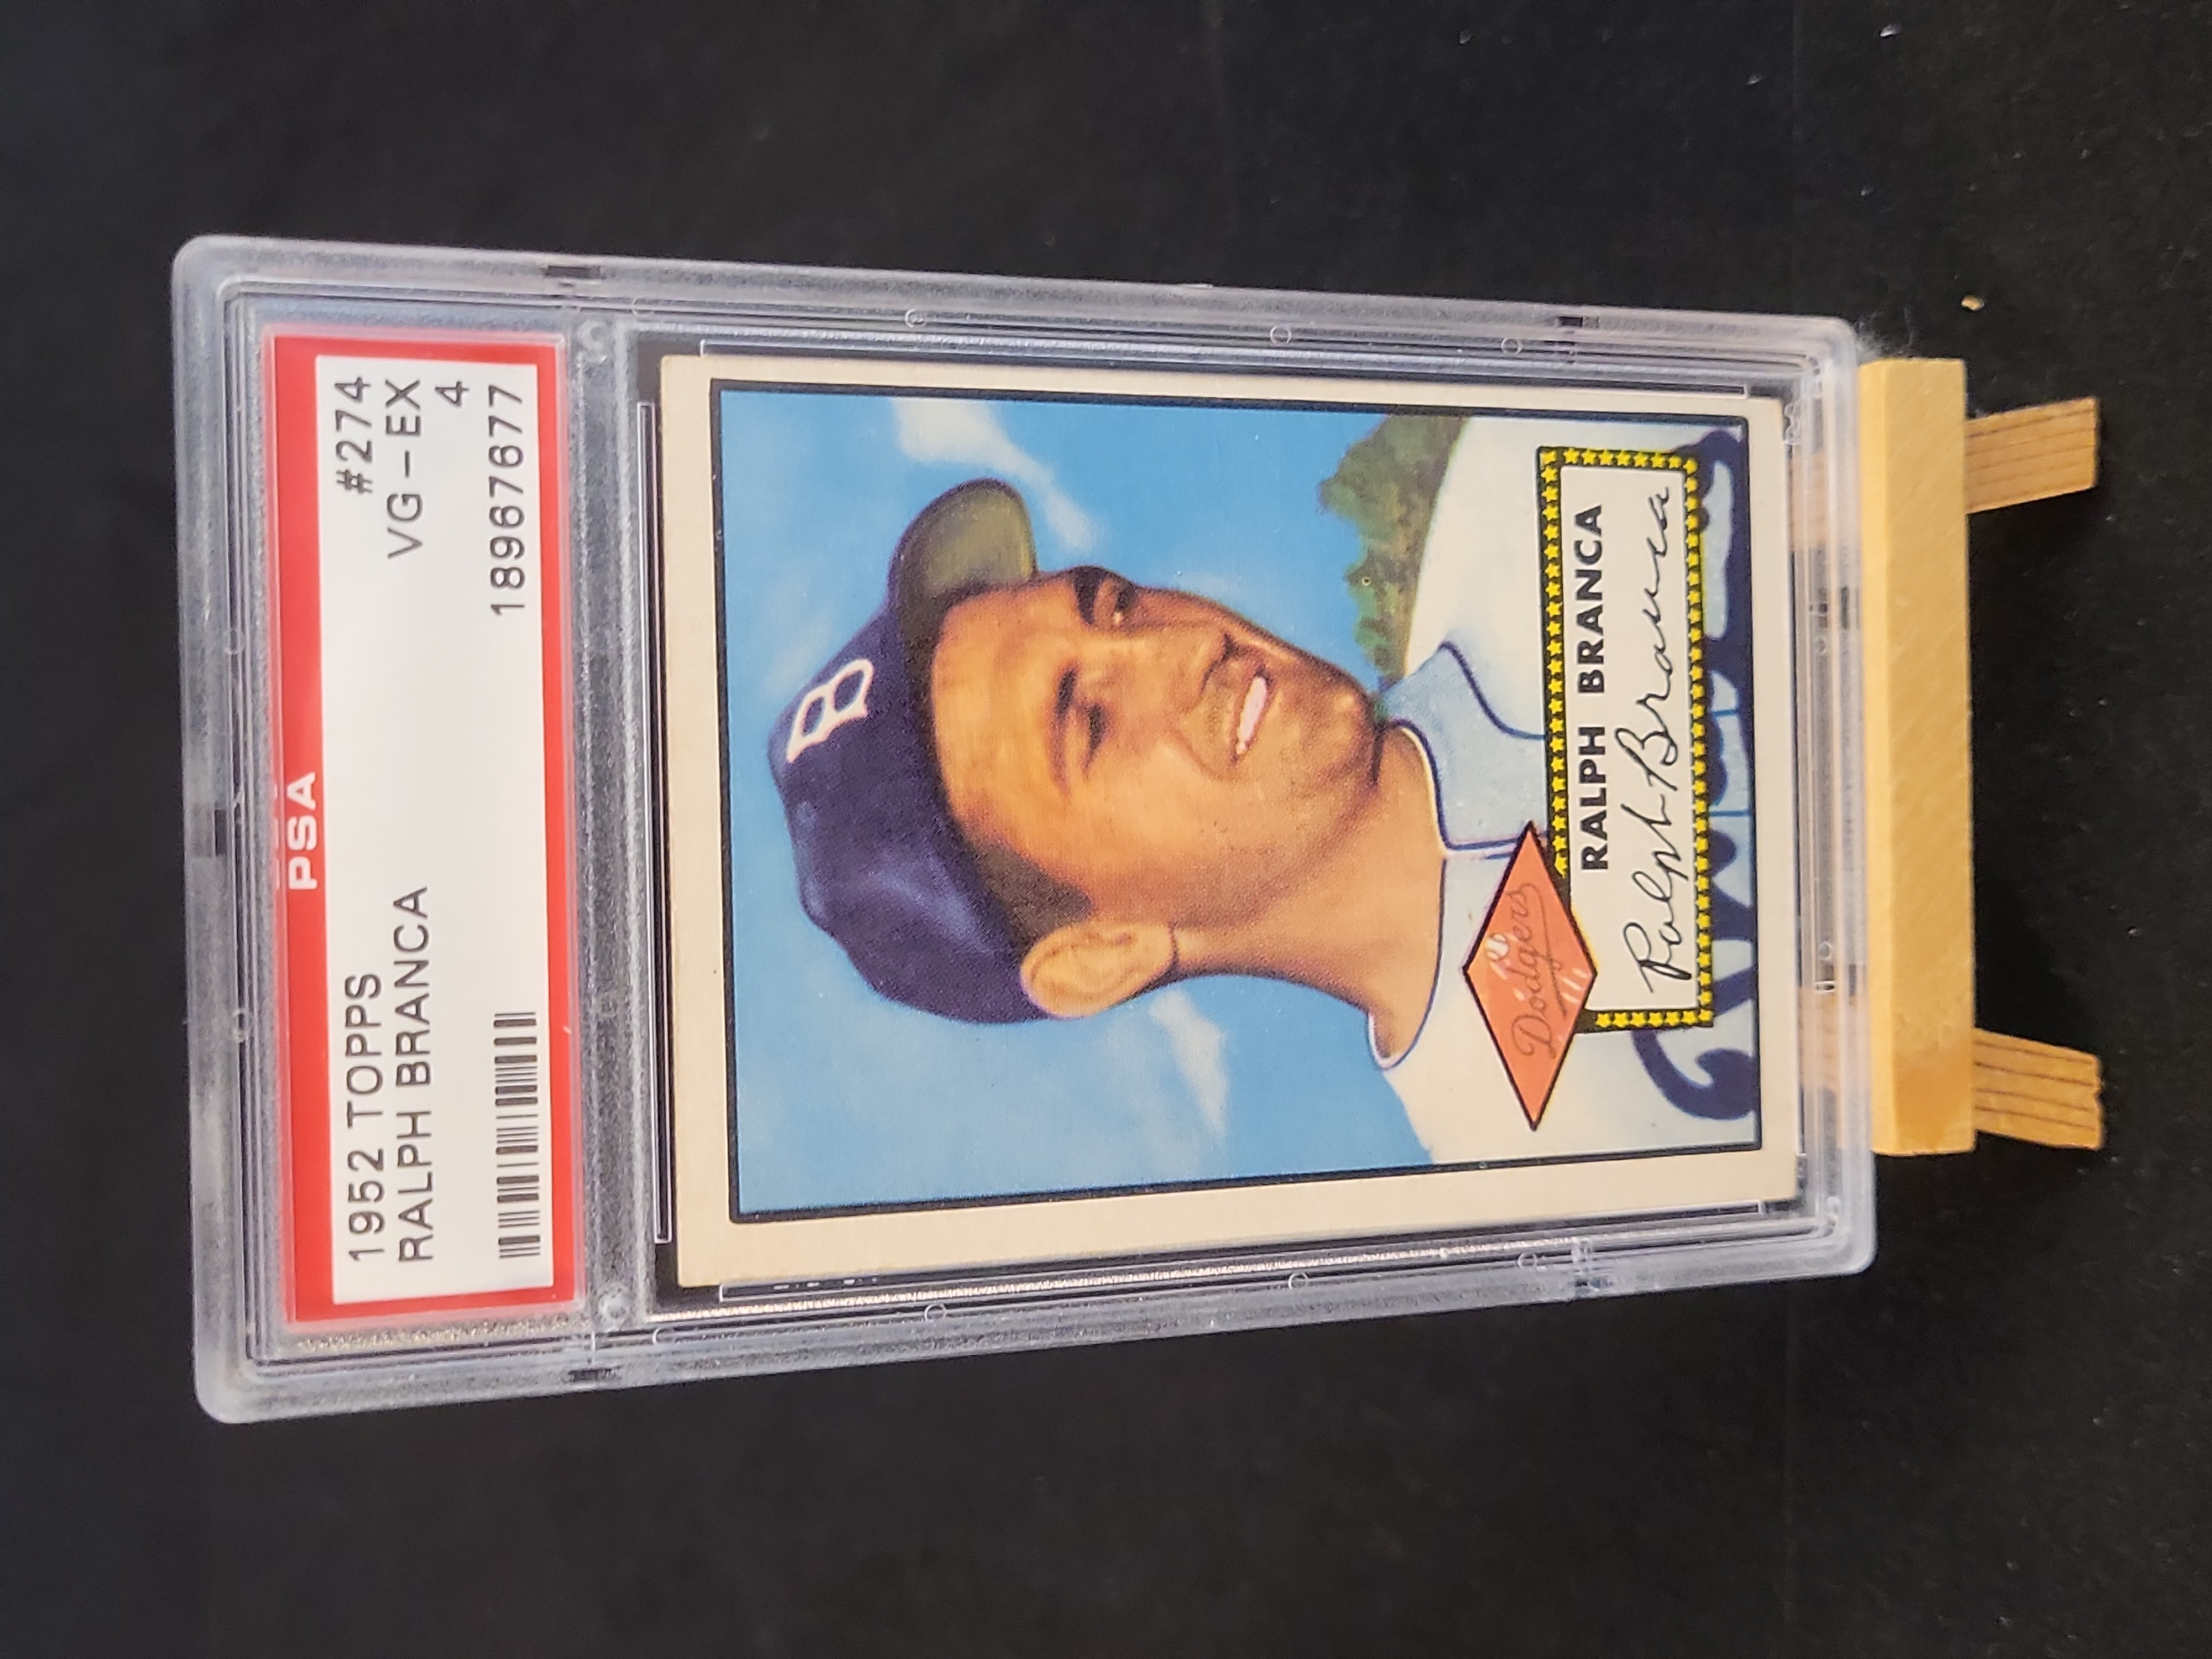 PSA
1952 TOPPS #274
RALPH BRANCA VG-EX
4
18967677
B
Dodgers
RALPH BRANCA
Ralph Branca